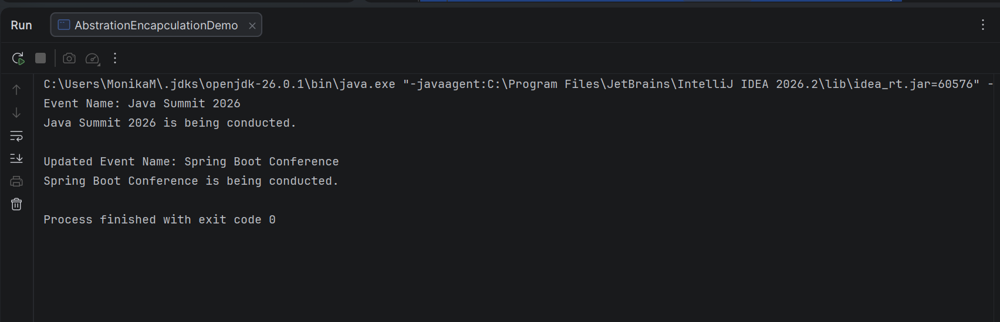 Run
AbstrationEncapculationDemo
C:\Users\MonikaM\.jdks\openjdk-26.0.1\bin\java.exe "-javaagent:C:\Program Files\JetBrains\IntelliJ IDEA 2026.2\lib\idea_rt.jar=60576" -
Event Name: Java Summit 2026
Java Summit 2026 is being conducted.
Updated Event Name: Spring Boot Conference
Spring Boot Conference is being conducted.
Process finished with exit code 0